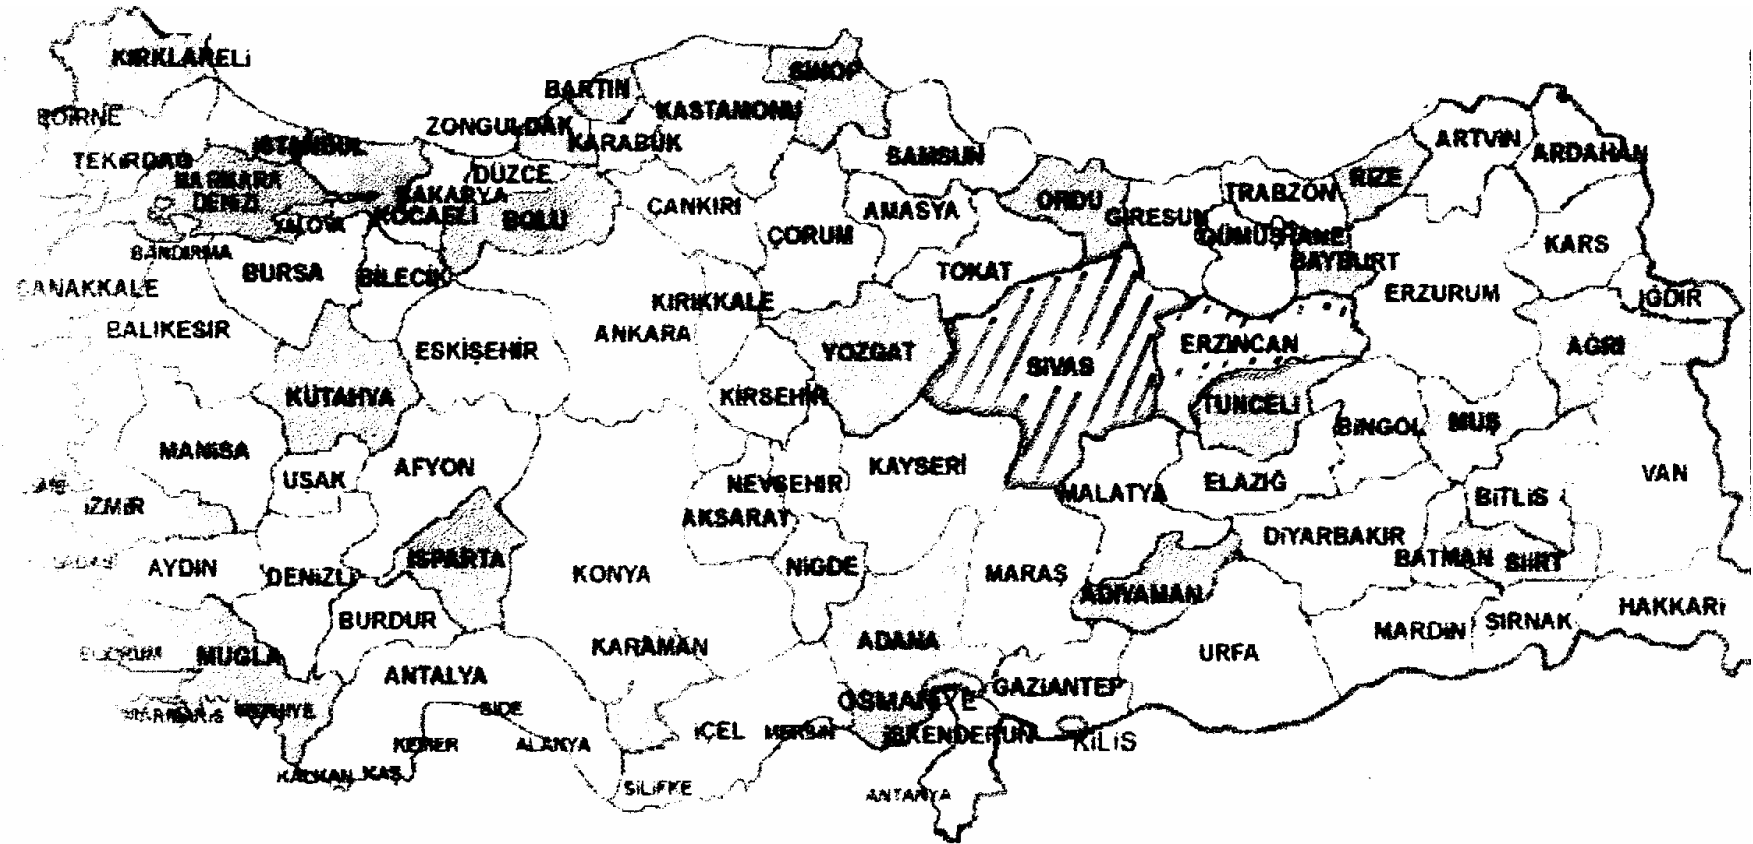 KIRKLARELİ
EDİRNE
TEKİRDAĞ
İSTANBUL
MARMARA
DENİZİ
YALOVA
KOCAELİ
SAKARYA
DÜZCE
BOLU
ZONGULDAK
BARTIN
KARABÜK
KASTAMONU
SİNOP
SAMSUN
ÇANKIRI
ÇORUM
AMASYA
TOKAT
ORDU
GİRESUN
TRABZON
GÜMÜŞHANE
BAYBURT
RİZE
ARTVİN
ARDAHAN
KARS
IĞDIR
AĞRI
ERZURUM
ERZİNCAN
SİVAS
YOZGAT
KIRIKKALE
ANKARA
ESKİŞEHİR
BİLECİK
BURSA
BANDIRMA
ÇANAKKALE
BALIKESİR
KÜTAHYA
KİRŞEHİR
TUNCELİ
BİNGÖL
MUŞ
VAN
BİTLİS
ELAZIĞ
MALATYA
KAYSERİ
NEVŞEHİR
AKSARAY
NİGDE
AFYON
UŞAK
MANİSA
İZMİR
AYDIN
DENİZLİ
ISPARTA
BURDUR
KONYA
KARAMAN
ADANA
MARAŞ
ADIYAMAN
DİYARBAKIR
BATMAN
SİİRT
ŞIRNAK
HAKKARİ
MARDİN
URFA
GAZİANTEP
KİLİS
OSMANİYE
İSKENDERUN
ANTAKYA
İÇEL
MERSİN
SİLİFKE
ALANYA
SİDE
ANTALYA
KEMER
KAŞ
KALKAN
MUĞLA
MARMARİS